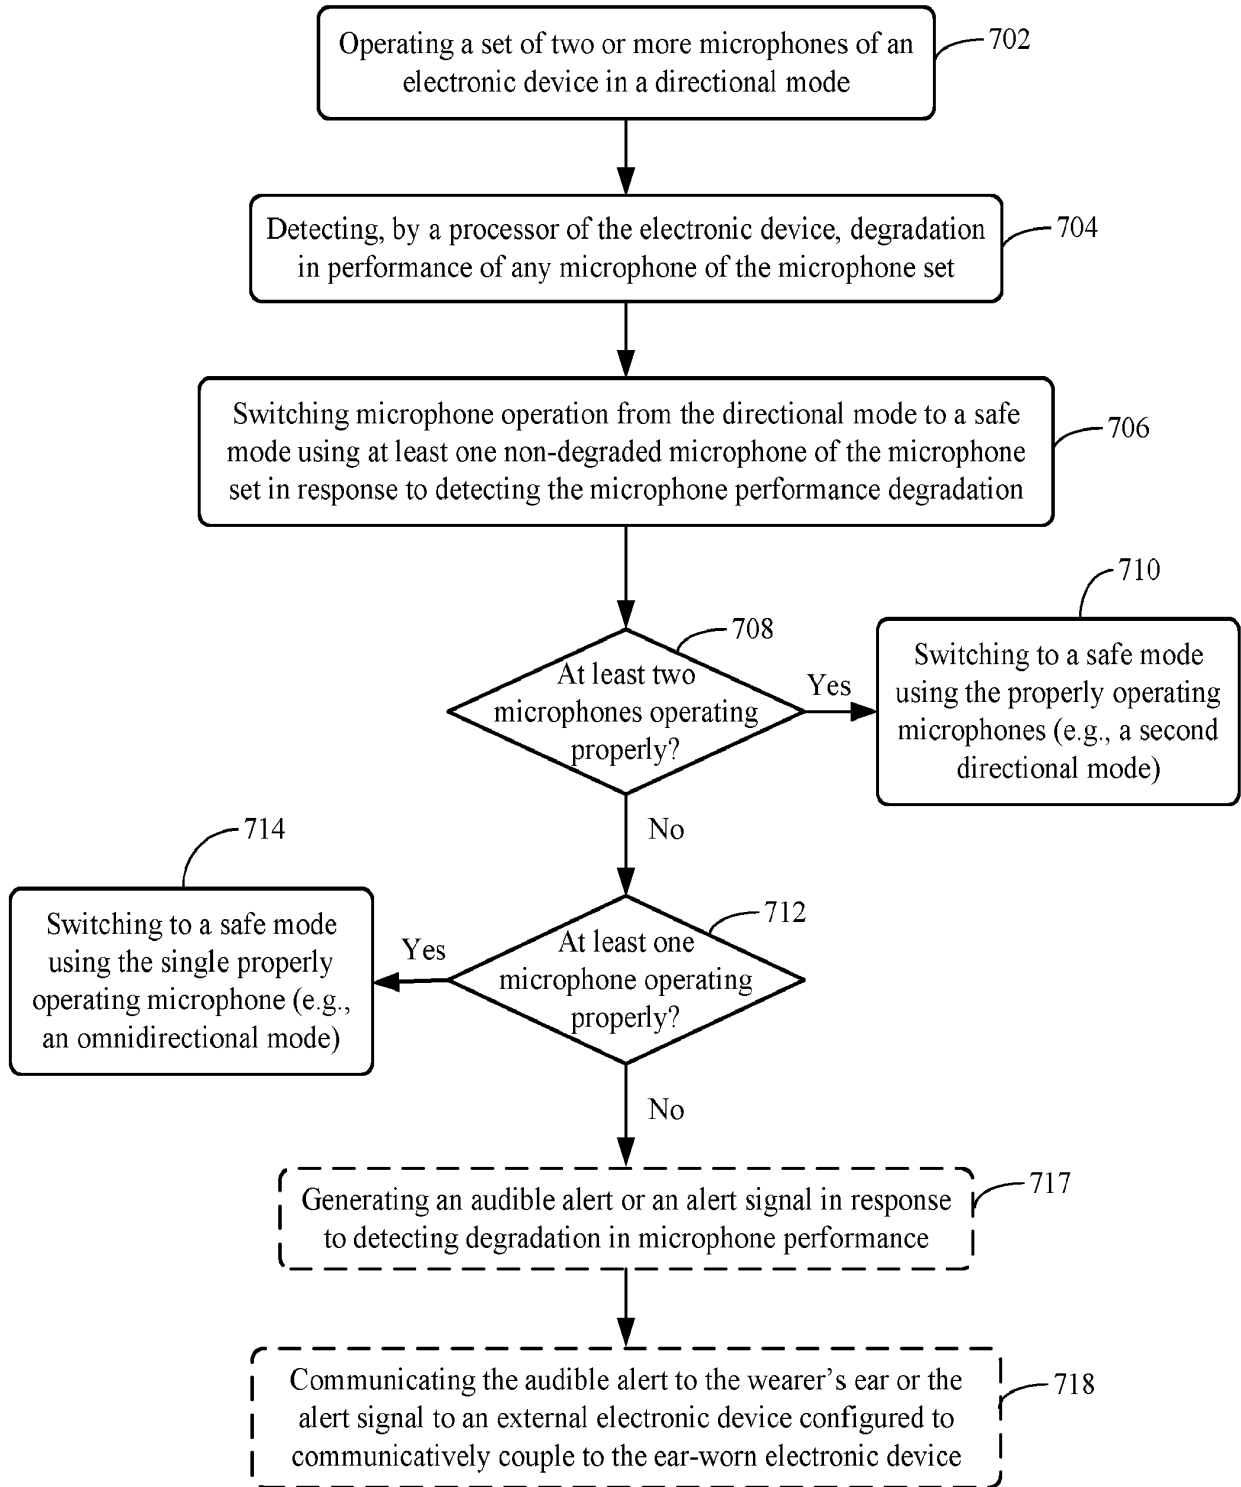 Operating a set of two or more microphones of an
electronic device in a directional mode
702
Detecting, by a processor of the electronic device, degradation
in performance of any microphone of the microphone set
704
Switching microphone operation from the directional mode to a safe
mode using at least one non-degraded microphone of the microphone
set in response to detecting the microphone performance degradation
706
708
At least two
microphones operating
properly?
Yes
710
Switching to a safe mode
using the properly operating
microphones (e.g., a second
directional mode)
No
712
At least one
microphone operating
properly?
Yes
714
Switching to a safe mode
using the single properly
operating microphone (e.g.,
an omnidirectional mode)
No
Generating an audible alert or an alert signal in response
to detecting degradation in microphone performance
717
Communicating the audible alert to the wearer’s ear or the
alert signal to an external electronic device configured to
communicatively couple to the ear-worn electronic device
718